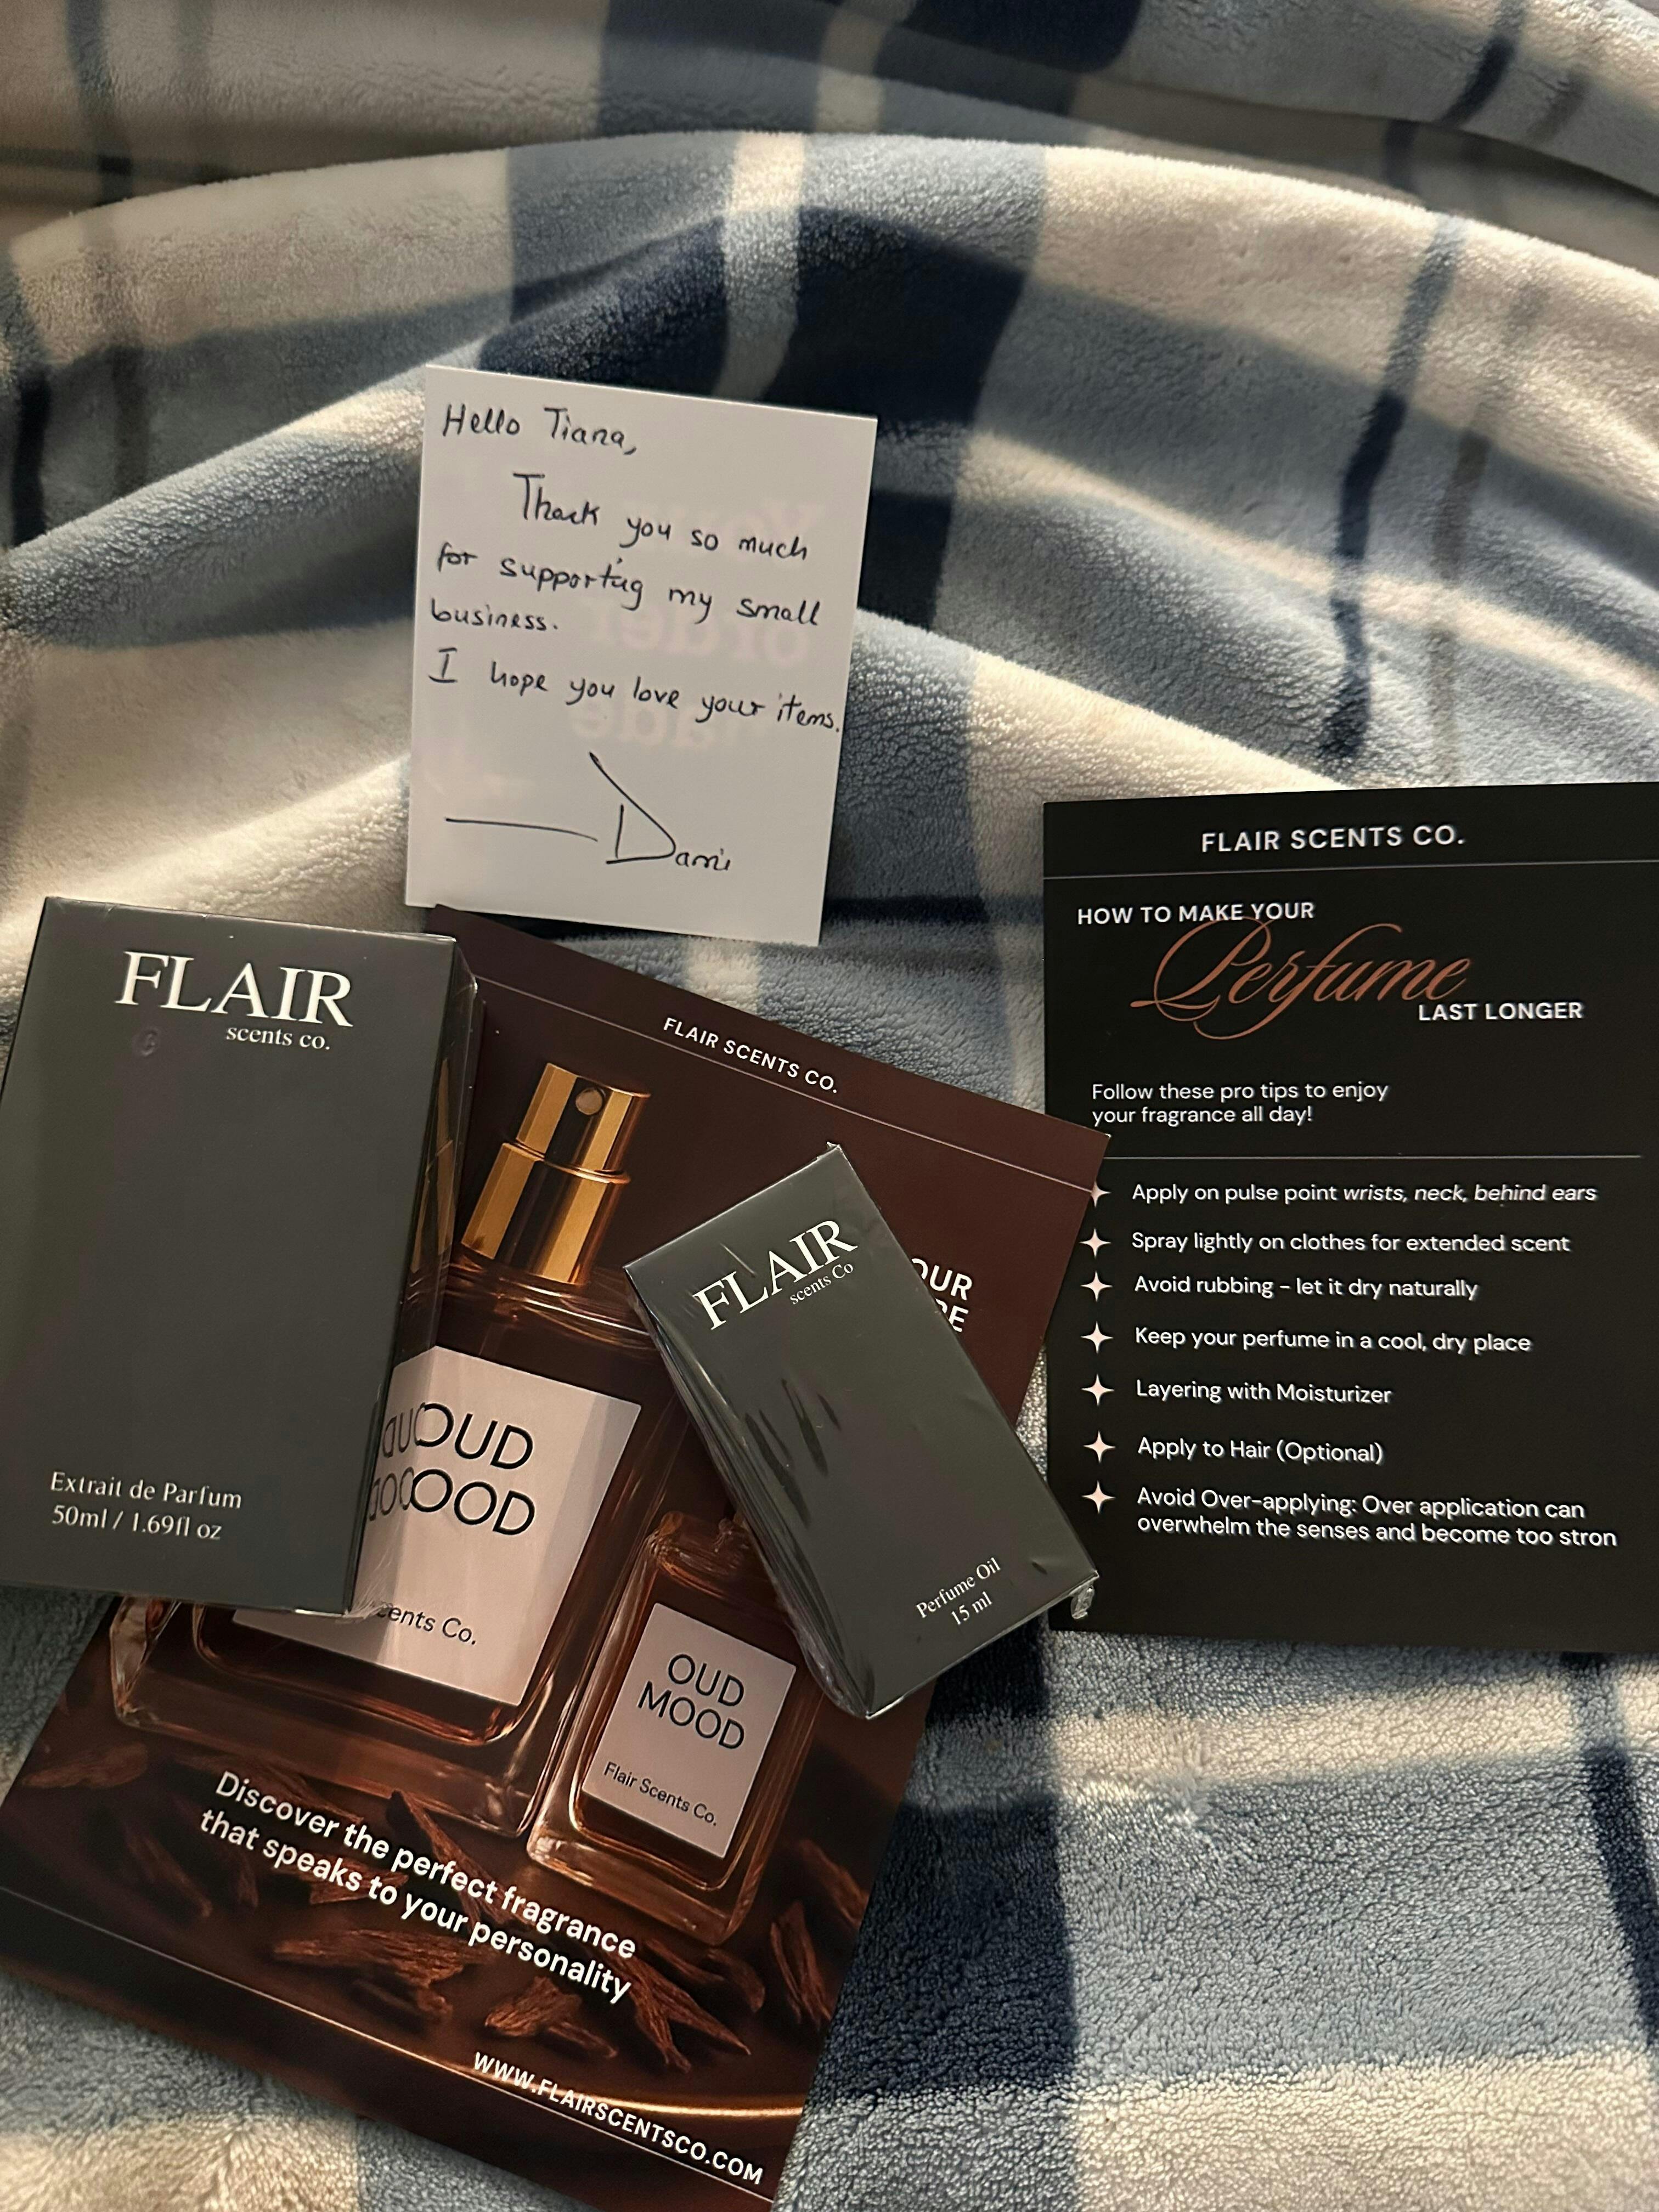 Hello Tiana,
Thank you so much
for supporting my small
business.
I hope you love your items.
FLAIR SCENTS CO.
HOW TO MAKE YOUR
Perfume
LAST LONGER
Follow these pro tips to enjoy
your fragrance all day!
Apply on pulse point wrists, neck, behind ears
Spray lightly on clothes for extended scent
Avoid rubbing – let it dry naturally
Keep your perfume in a cool, dry place
Layering with Moisturizer
Apply to Hair (Optional)
Avoid Over-applying: Over application can
overwhelm the senses and become too stron
FLAIR
scents co.
Extrait de Parfum
50ml / 1.69fl oz
FLAIR SCENTS CO.
OUD
MOOD
Co.
OUD
MOOD
Flair Scents Co.
Discover the perfect fragrance
that speaks to your personality
WWW.FLAIRSCENTSCO.COM
FLAIR
scents Co
Perfume Oil
15 ml